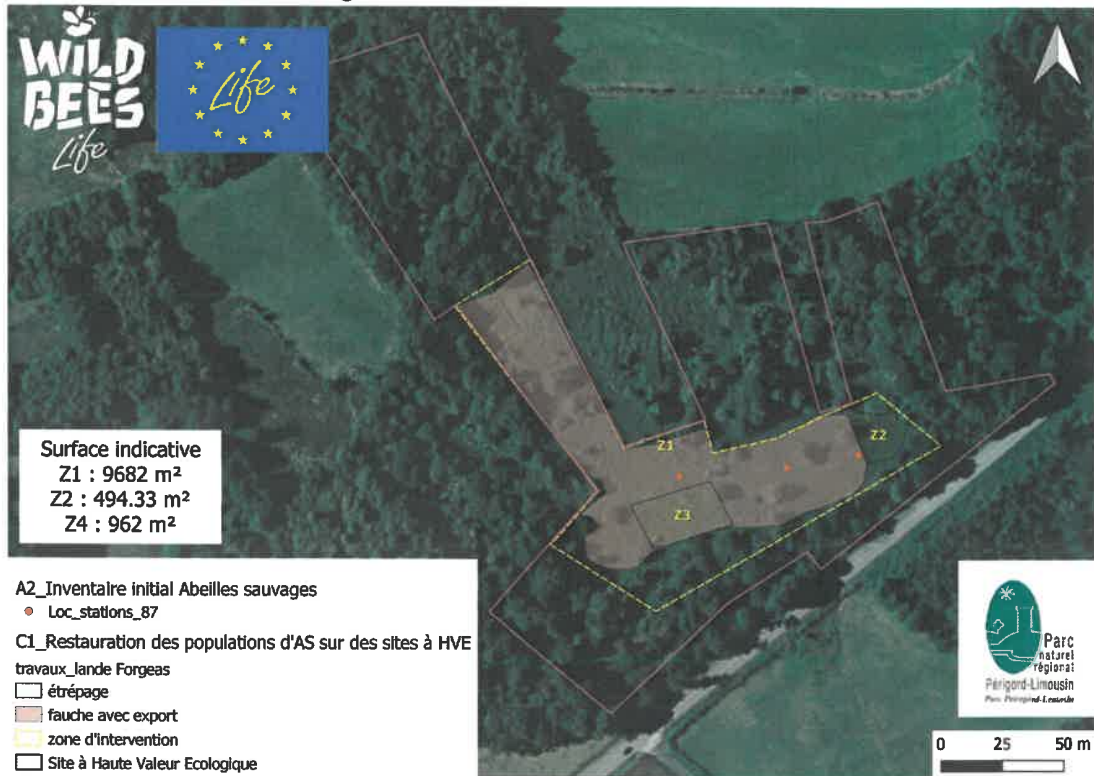 WILD
BEES
Life
Life
Z1
Z2
Z3
Surface indicative
Z1 : 9682 m²
Z2 : 494.33 m²
Z4 : 962 m²
A2_Inventaire initial Abeilles sauvages
Loc_stations_87
C1_Restauration des populations d'AS sur des sites à HVE
travaux_lande Forgeas
étrépage
fauche avec export
zone d'intervention
Site à Haute Valeur Ecologique
Parc
naturel
régional
Périgord-Limousin
0 25 50 m